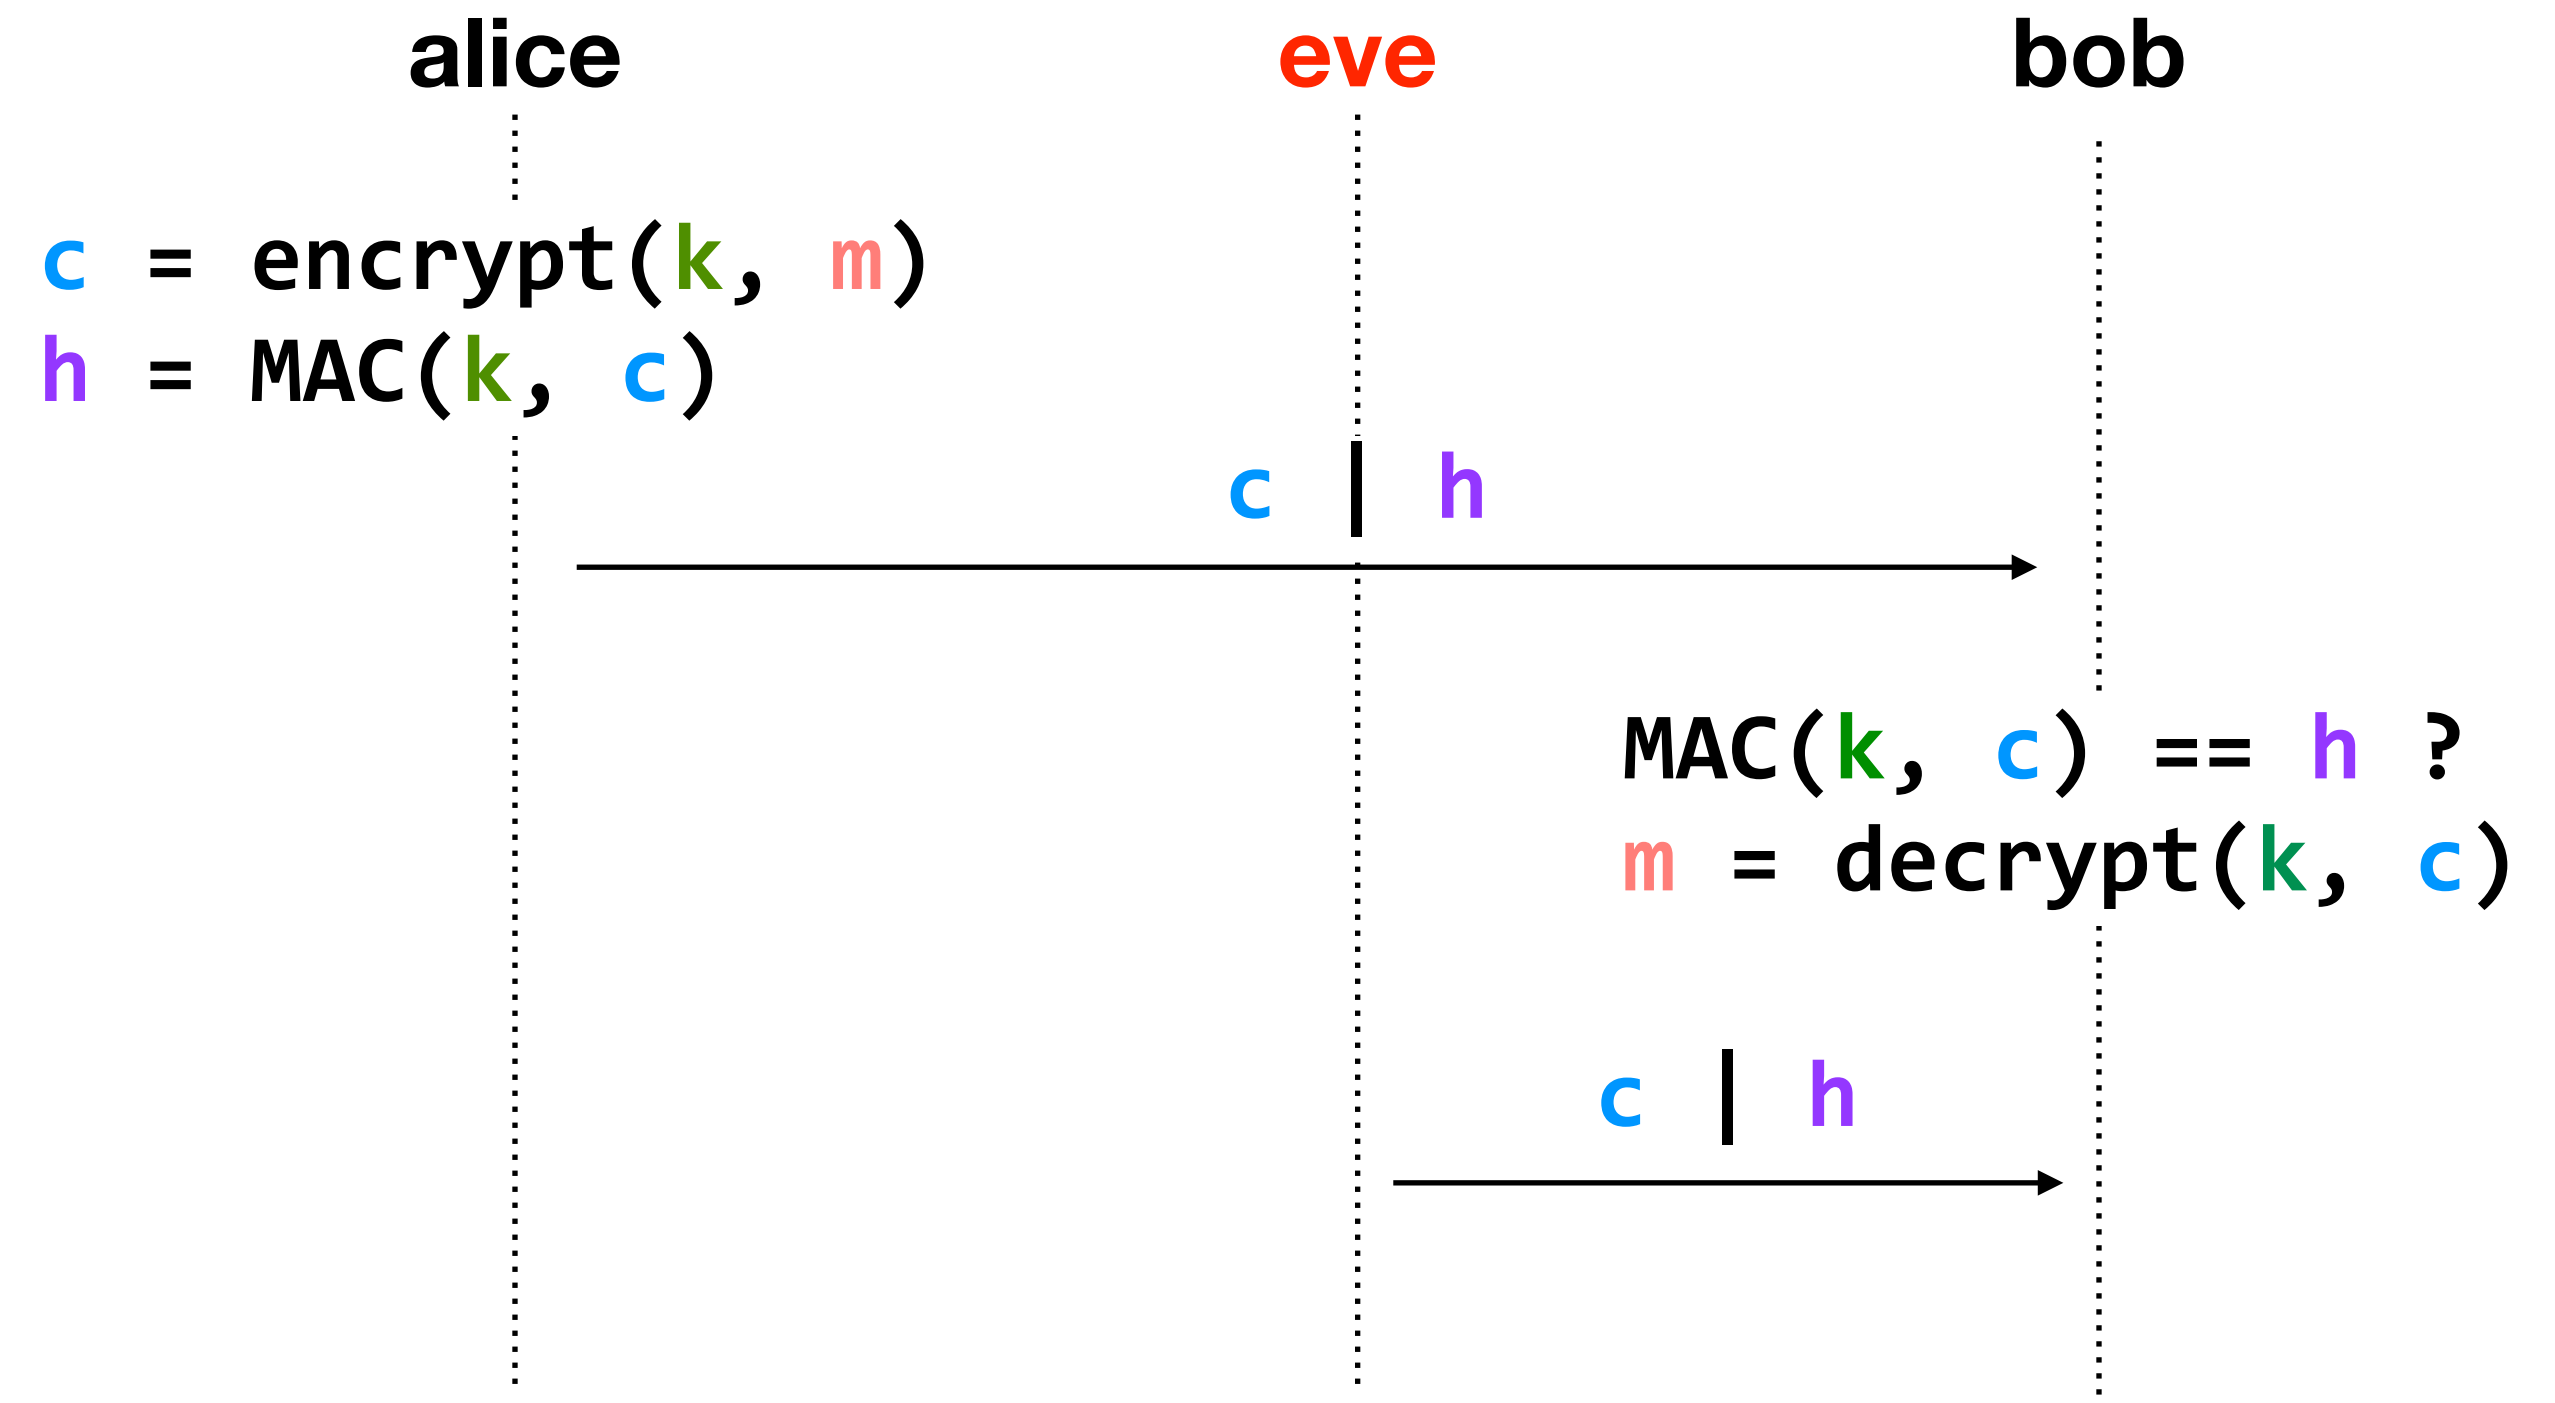 alice eve bob
c = encrypt(k, m)
h = MAC(k, c)
c | h
MAC(k, c) == h ?
m = decrypt(k, c)
c | h